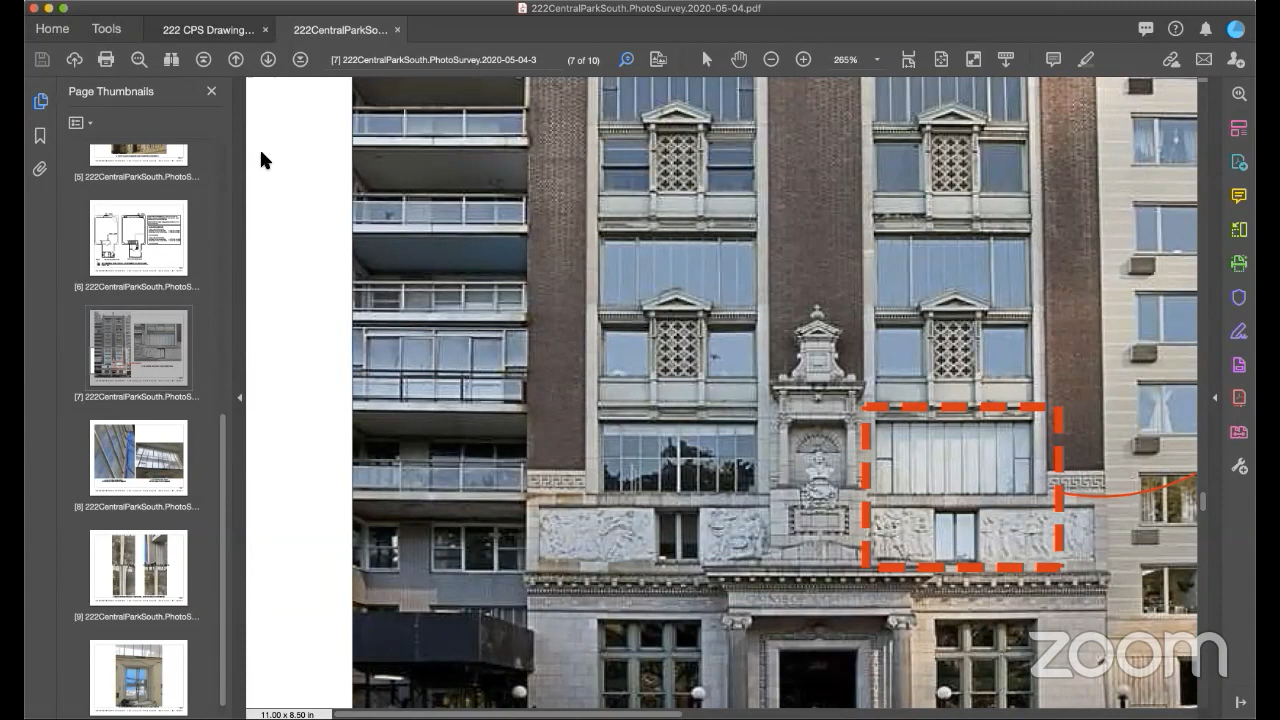 222CentralParkSouth.PhotoSurvey.2020-05-04.pdf
Home
Tools
222 CPS Drawing...
222CentralParkSo...
[7] 222CentralParkSouth.PhotoSurvey.2020-05-04-3
(7 of 10)
265%
Page Thumbnails
[5] 222CentralParkSouth.PhotoS...
[6] 222CentralParkSouth.PhotoS...
[7] 222CentralParkSouth.PhotoS...
[8] 222CentralParkSouth.PhotoS...
[9] 222CentralParkSouth.PhotoS...
11.00 x 8.50 in
zoom